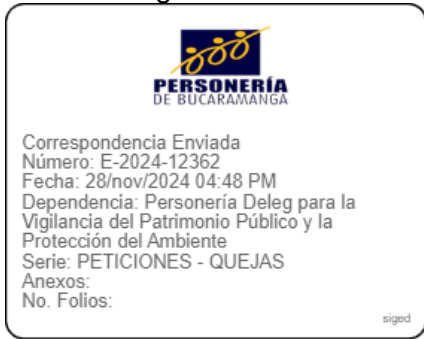 PERSONERÍA
DE BUCARAMANGA
Correspondencia Enviada
Número: E-2024-12362
Fecha: 28/nov/2024 04:48 PM
Dependencia: Personería Deleg para la
Vigilancia del Patrimonio Público y la
Protección del Ambiente
Serie: PETICIONES - QUEJAS
Anexos:
No. Folios:
siged